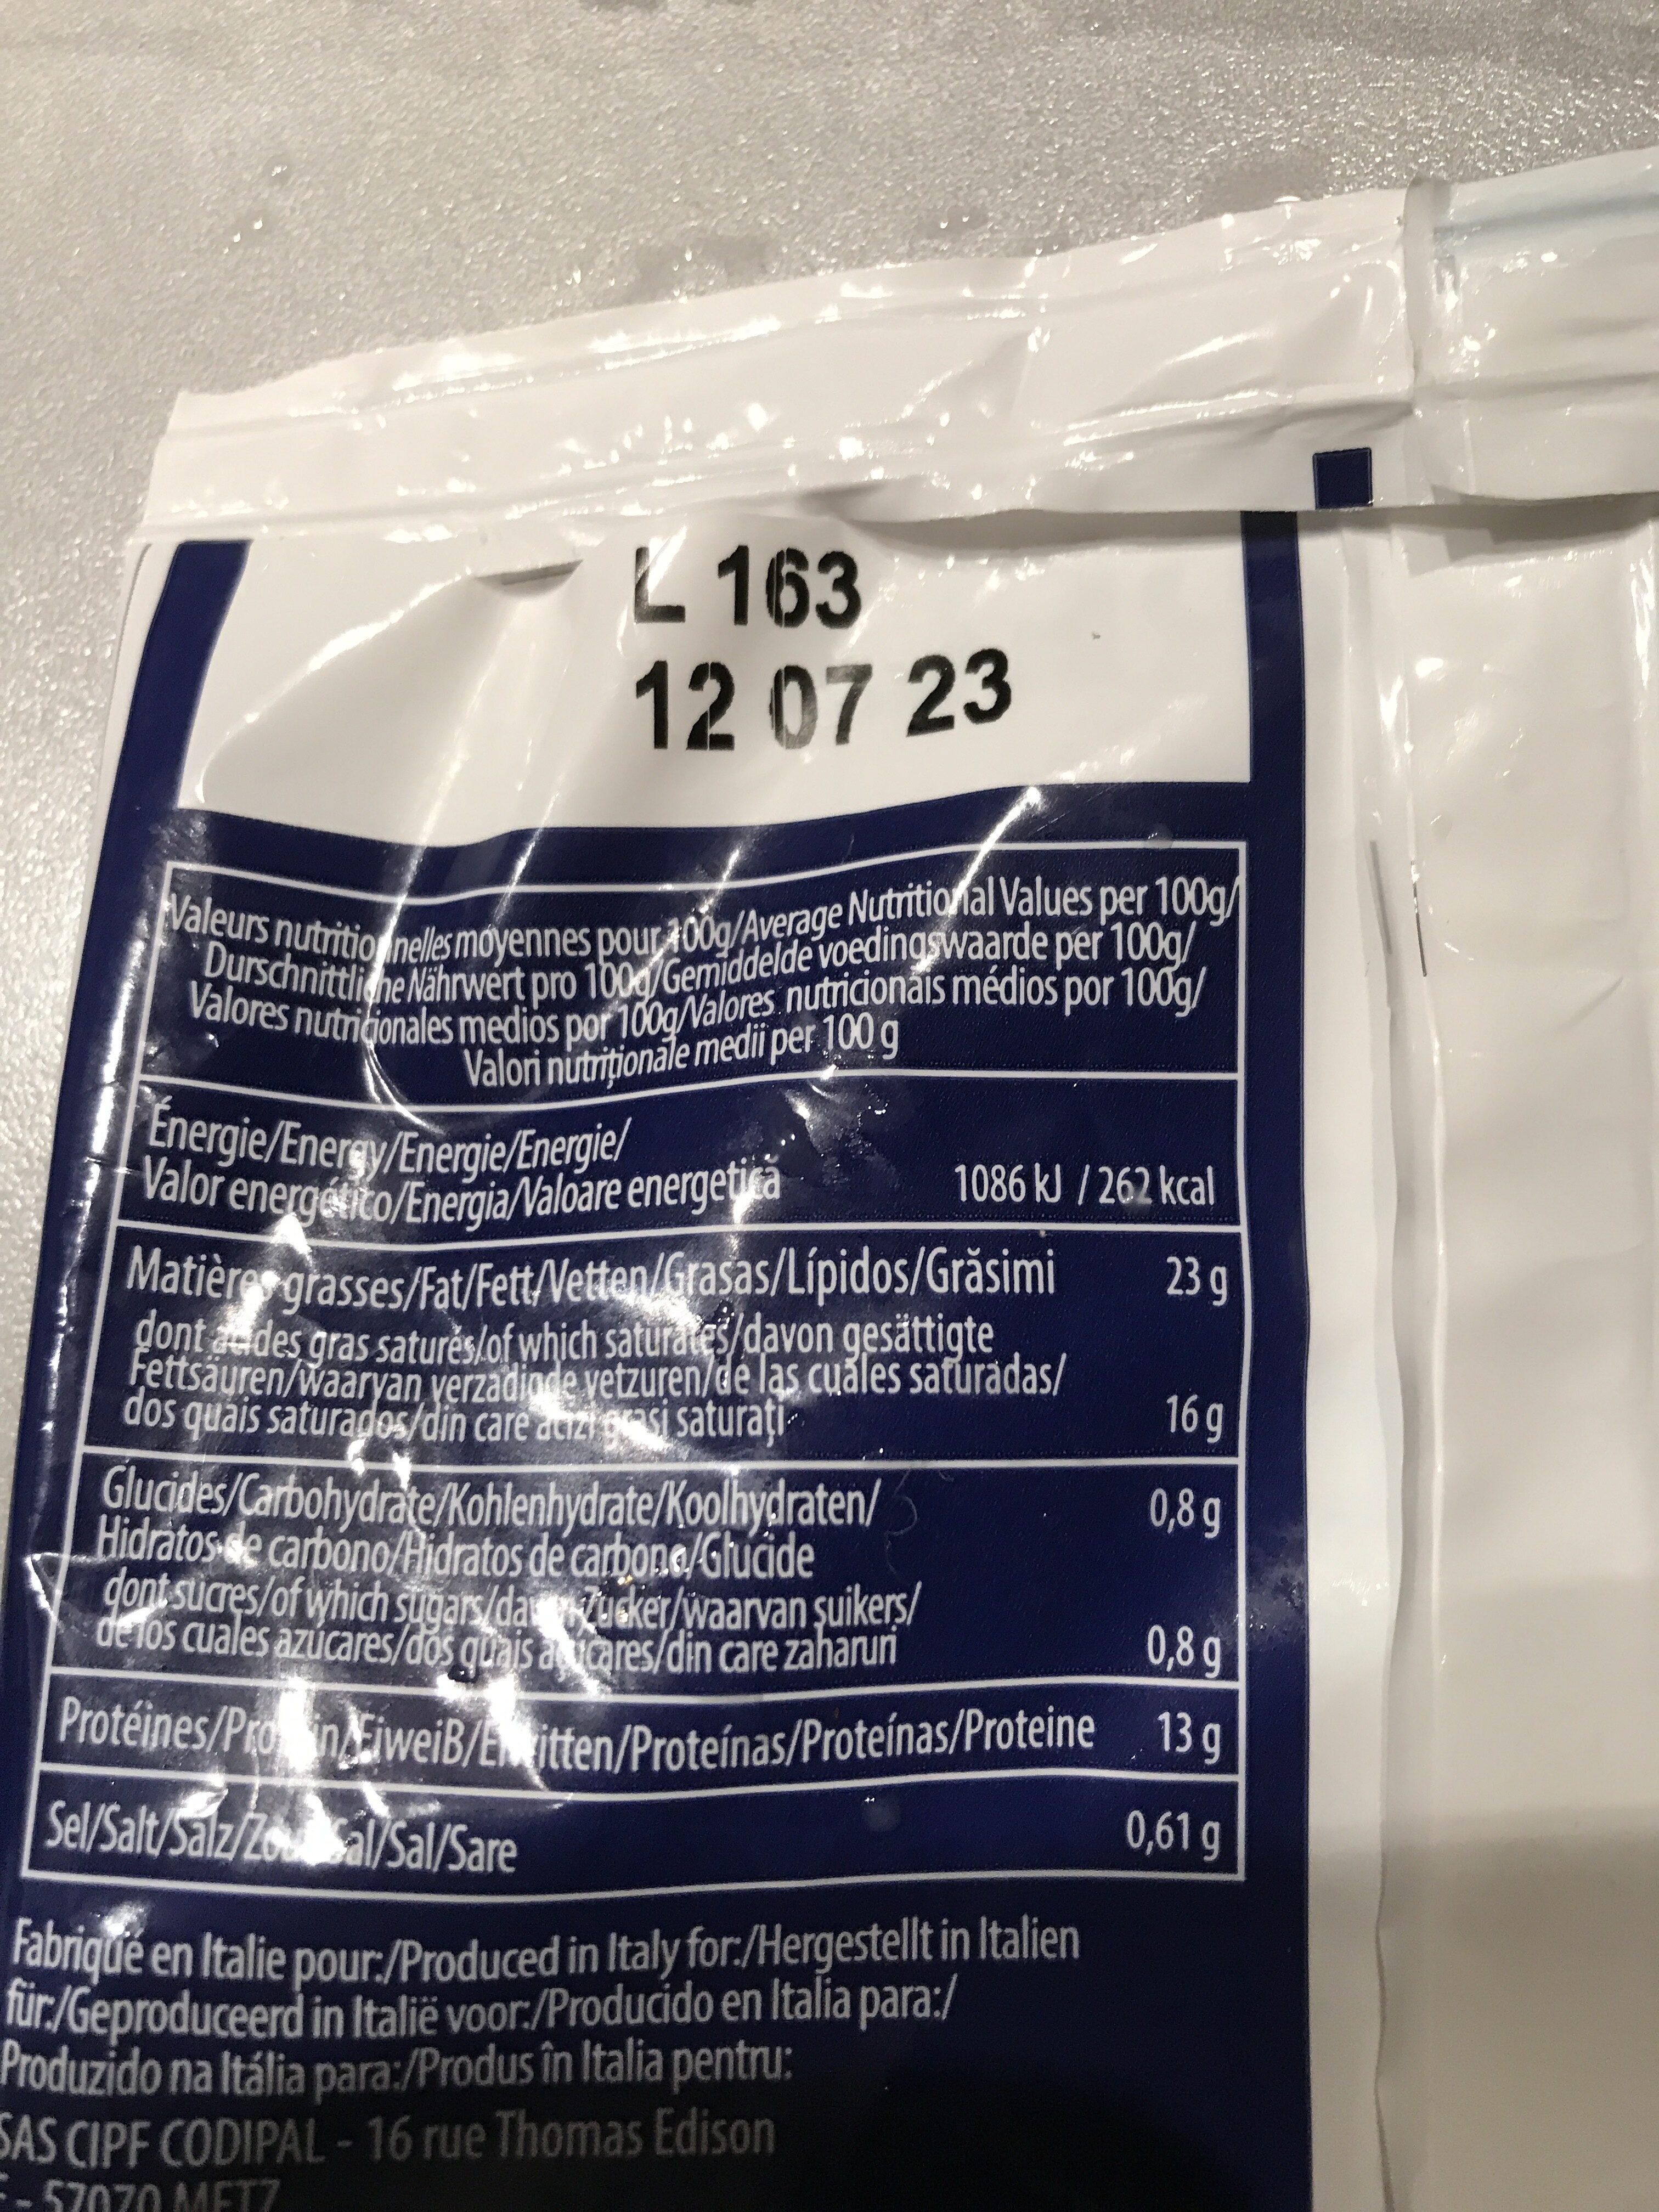 L 163
12 07 23
Valeurs nutritionnelles moyennes pour 100g/Average Nutritional Values per 100g/
Durschnittliche Nährwert pro 100g/Gemiddelde voedingswaarde per 100g/
Valores nutricionales medios por 100g/Valores nutricionais médios por 100g/
Valori nutriționale medii per 100 g
Énergie/Energy/Energie/Energie/
Valor energético/Energia/Valoare energetică
1086 kJ / 262 kcal
Matières grasses/Fat/Fett/Vetten/Grasas/Lípidos/Grăsimi 23 g
dont acides gras saturés/of which saturates/davon gesättigte
Fettsäuren/waarvan verzadigde vetzuren/de las cuales saturadas/
dos quais saturados/din care acizi grasi saturați 16 g
Glucides/Carbohydrate/Kohlenhydrate/Koolhydraten/ 0,8 g
Hidratos de carbono/Hidratos de carbono/Glucide
dont sucres/of which sugars/davon Zucker/waarvan suikers/
de los cuales azucares/dos quais açucares/din care zaharuri 0,8 g
Protéines/Protein/EiweiB/Eiwitten/Proteínas/Proteínas/Proteine 13 g
Sel/Salt/Salz/ Sal/Sal/Sare 0,61 g
Fabriqué en Italie pour:/Produced in Italy for:/Hergestellt in Italien
für:/Geproduceerd in Italië voor:/Producido en Italia para:/
Produzido na Itália para:/Produs în Italia pentru:
SAS CIPF CODIPAL - 16 rue Thomas Edison
F - 57070 METZ